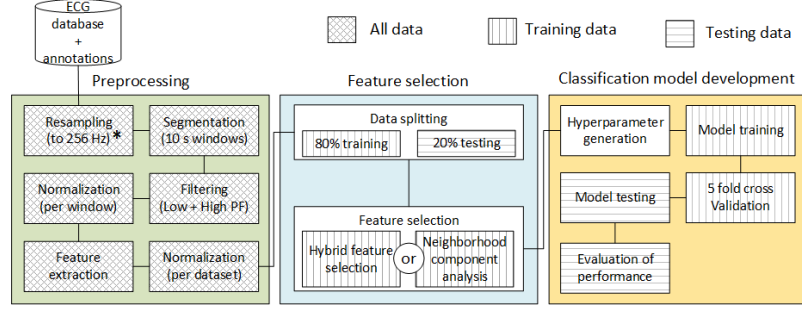 ECG
database
+
annotations
All data
Training data
Testing data
Preprocessing
Feature selection
Classification model development
Resampling
(to 256 Hz)*
Segmentation
(10 s windows)
Normalization
(per window)
Filtering
(Low + High PF)
Feature
extraction
Normalization
(per dataset)
Data splitting
80% training
20% testing
Feature selection
Hybrid feature
selection
or
Neighborhood
component
analysis
Hyperparameter
generation
Model training
Model testing
5 fold cross
Validation
Evaluation of
performance